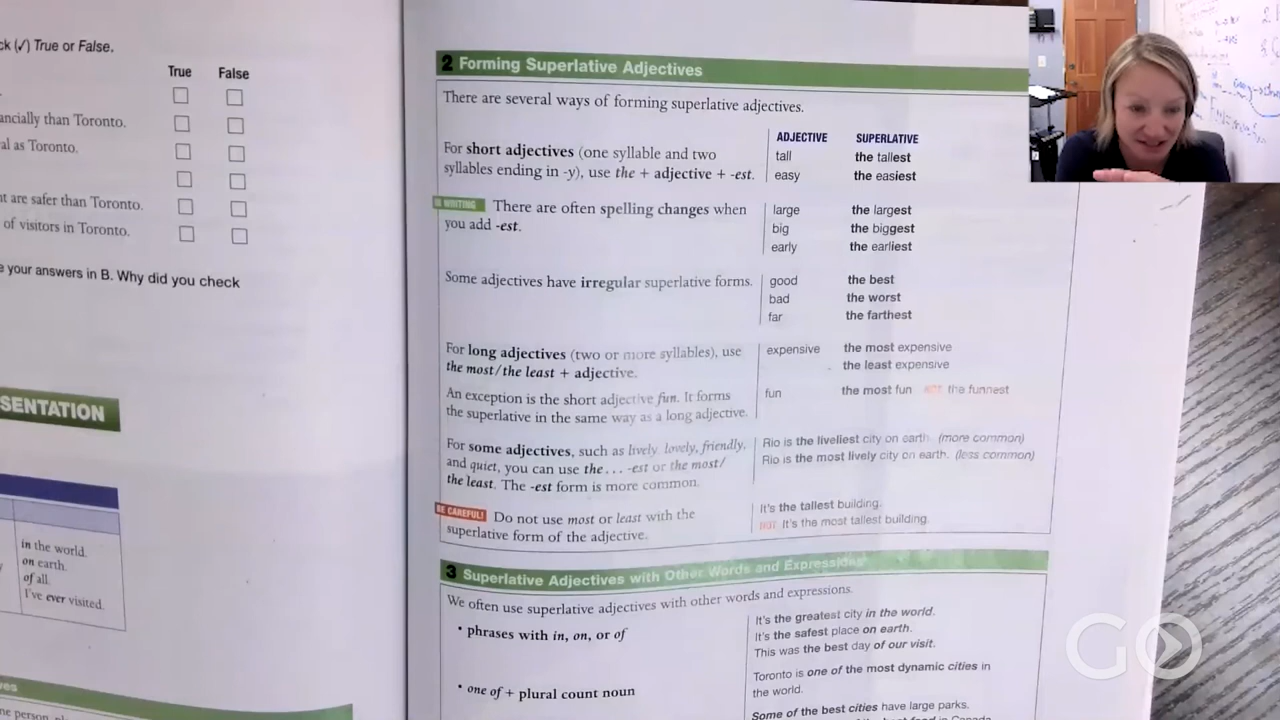 ck (✓) True or False.
True False
ancially than Toronto.
al as Toronto.
t are safer than Toronto.
of visitors in Toronto.
e your answers in B. Why did you check
SENTATION
in the world.
on earth.
of all.
I've ever visited.
ves
ne person,
2 Forming Superlative Adjectives
There are several ways of forming superlative adjectives.
ADJECTIVE SUPERLATIVE
For short adjectives (one syllable and two
syllables ending in -y), use the + adjective + -est.
tall the tallest
easy the easiest
IN WRITING There are often spelling changes when
you add -est.
large the largest
big the biggest
early the earliest
Some adjectives have irregular superlative forms.
good the best
bad the worst
far the farthest
For long adjectives (two or more syllables), use
the most/the least + adjective.
expensive the most expensive
the least expensive
An exception is the short adjective fun. It forms
the superlative in the same way as a long adjective.
fun the most fun NOT the funnest
For some adjectives, such as lively, lovely, friendly,
and quiet, you can use the . . . -est or the most/
the least. The -est form is more common.
Rio is the liveliest city on earth. (more common)
Rio is the most lively city on earth. (less common)
BE CAREFUL! Do not use most or least with the
superlative form of the adjective.
It's the tallest building.
NOT It's the most tallest building.
3 Superlative Adjectives with Other Words and Expressions
We often use superlative adjectives with other words and expressions.
• phrases with in, on, or of
It's the greatest city in the world.
It's the safest place on earth.
This was the best day of our visit.
• one of + plural count noun
Toronto is one of the most dynamic cities in
the world.
Some of the best cities have large parks.
in Canada
GO